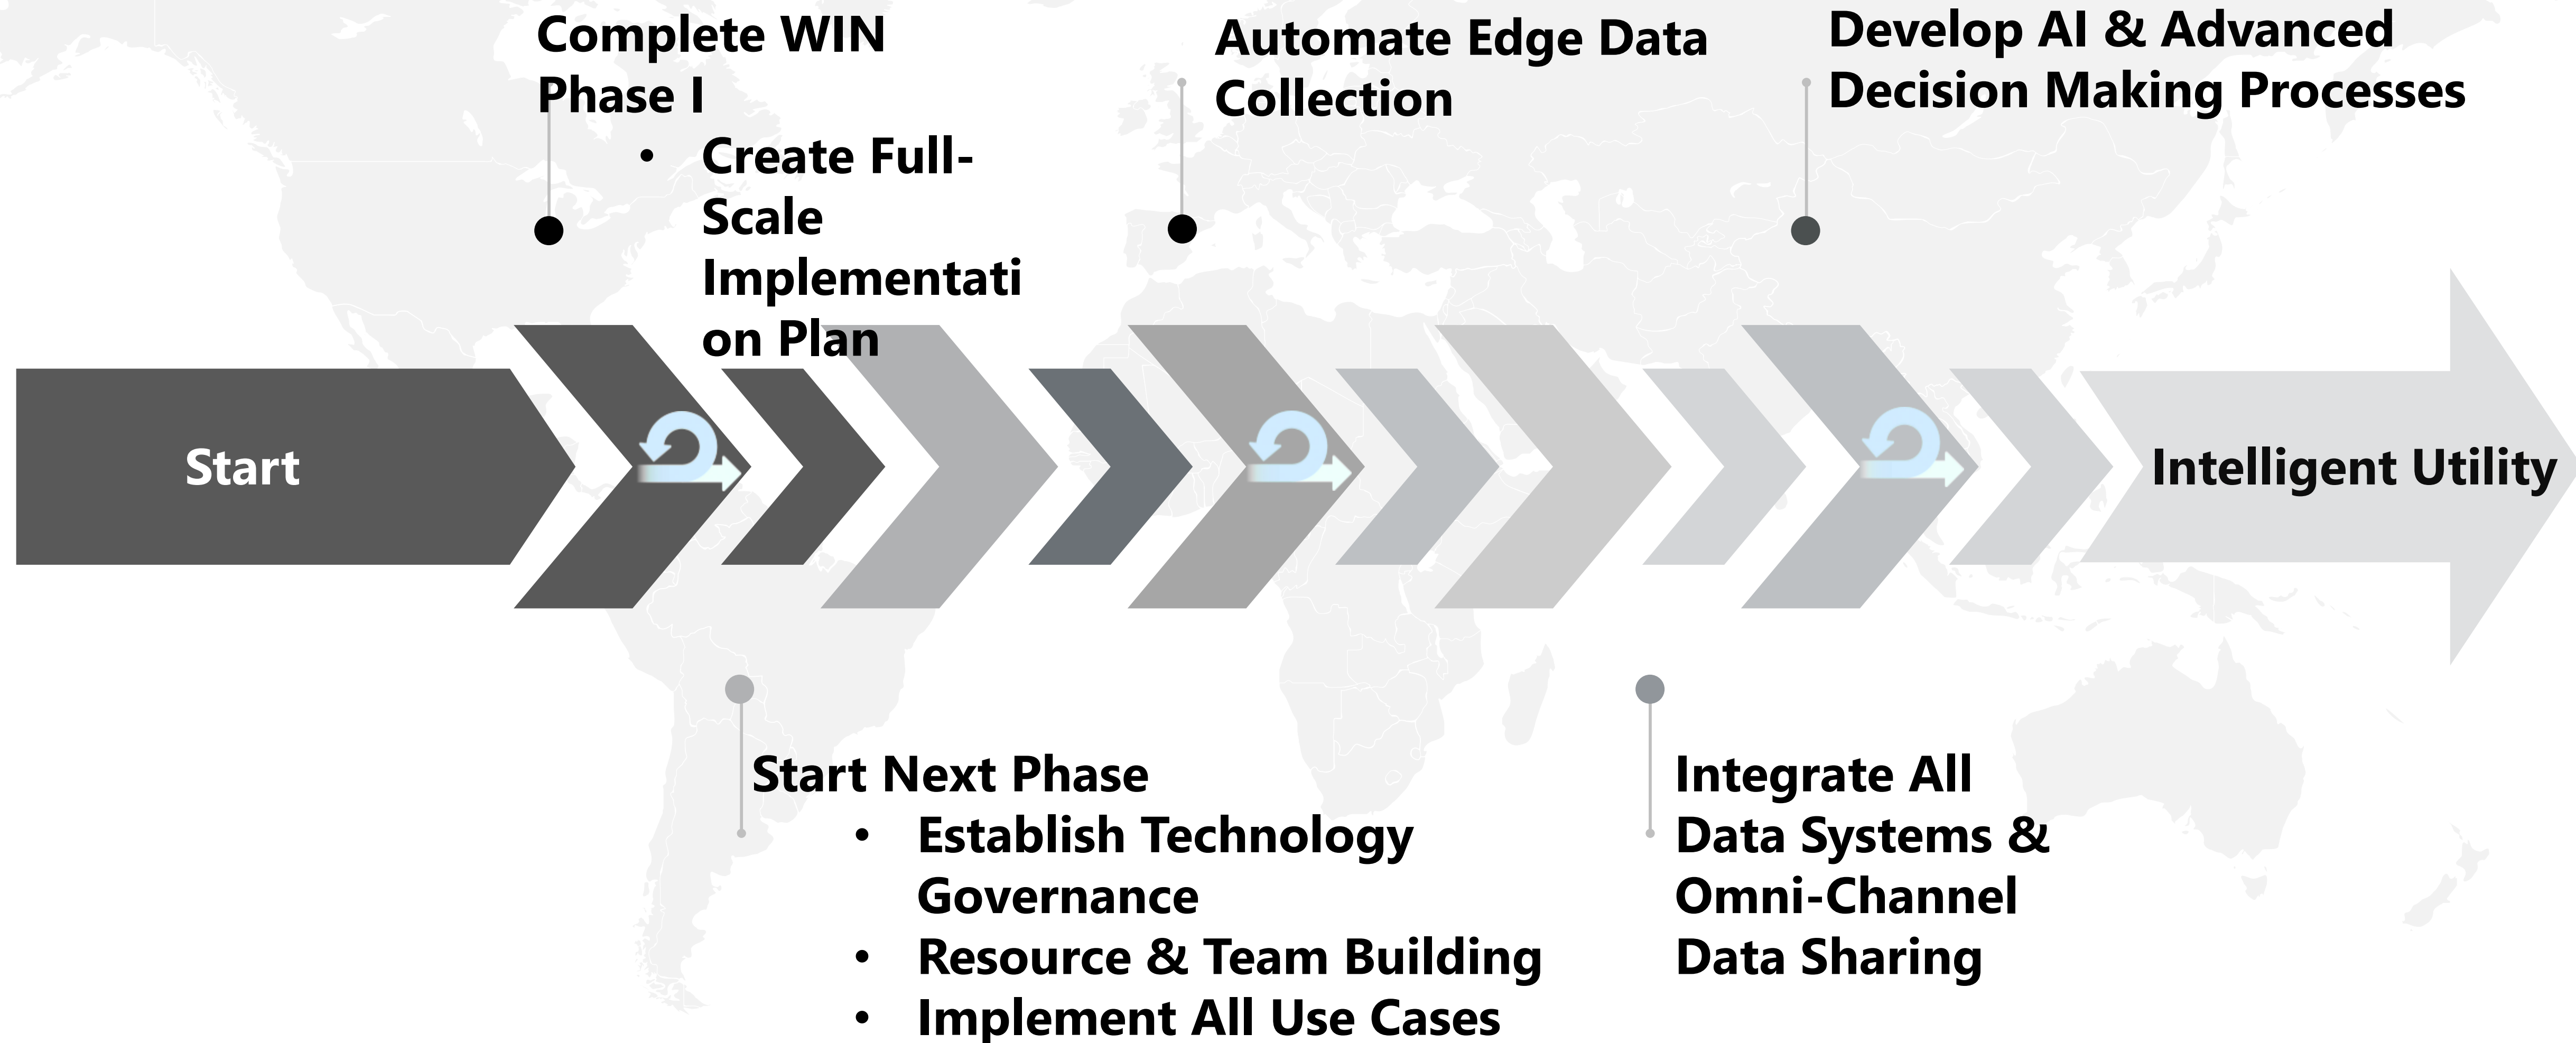 Complete WIN
Phase I
• Create Full-
Scale
Implementati
on Plan
Automate Edge Data
Collection
Develop AI & Advanced
Decision Making Processes
Start
Intelligent Utility
Start Next Phase
• Establish Technology
Governance
• Resource & Team Building
• Implement All Use Cases
Integrate All
Data Systems &
Omni-Channel
Data Sharing